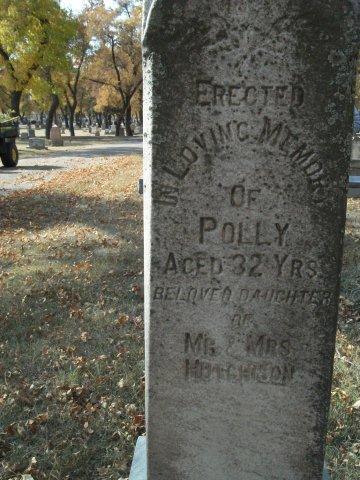 ERECTED
IN LOVING MEMORY
OF
POLLY
AGED 32 YRS.
BELOVED DAUGHTER
OF
MR & MRS
HUTCHISON